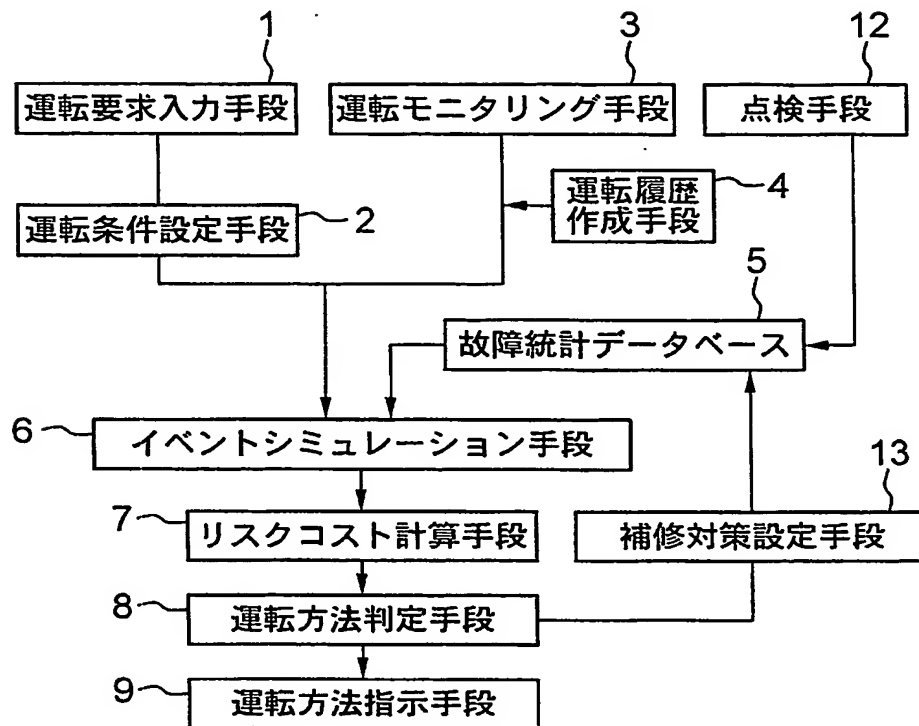 1
3
12
運転要求入力手段
運転モニタリング手段
点検手段
運転履歴
作成手段
4
運転条件設定手段
2
5
故障統計データベース
6
イベントシミュレーション手段
13
7
リスクコスト計算手段
補修対策設定手段
8
運転方法判定手段
9
運転方法指示手段